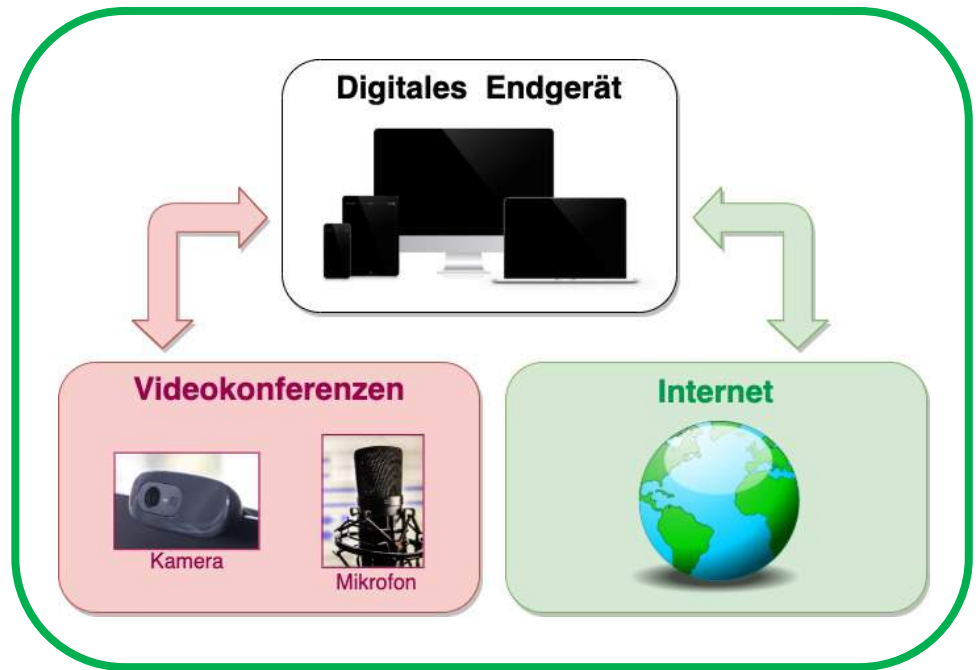 Digitales Endgerät
Videokonferenzen
Internet
Kamera
Mikrofon